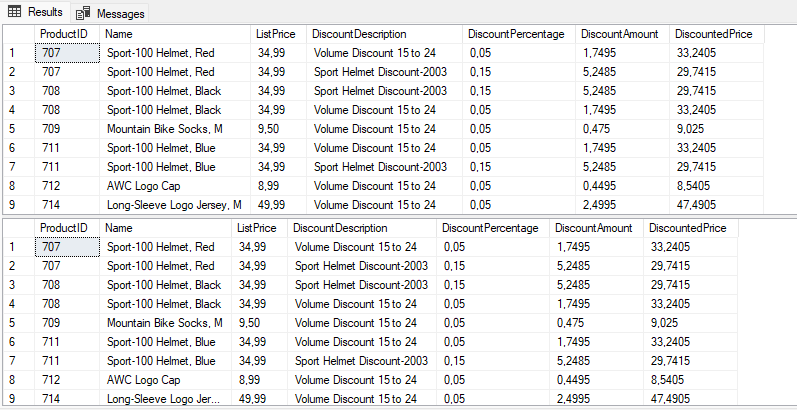 Results Messages
ProductID Name ListPrice DiscountDescription DiscountPercentage DiscountAmount DiscountedPrice
1 707 Sport-100 Helmet, Red 34,99 Volume Discount 15 to 24 0,05 1,7495 33,2405
2 707 Sport-100 Helmet, Red 34,99 Sport Helmet Discount-2003 0,15 5,2485 29,7415
3 708 Sport-100 Helmet, Black 34,99 Sport Helmet Discount-2003 0,15 5,2485 29,7415
4 708 Sport-100 Helmet, Black 34,99 Volume Discount 15 to 24 0,05 1,7495 33,2405
5 709 Mountain Bike Socks, M 9,50 Volume Discount 15 to 24 0,05 0,475 9,025
6 711 Sport-100 Helmet, Blue 34,99 Volume Discount 15 to 24 0,05 1,7495 33,2405
7 711 Sport-100 Helmet, Blue 34,99 Sport Helmet Discount-2003 0,15 5,2485 29,7415
8 712 AWC Logo Cap 8,99 Volume Discount 15 to 24 0,05 0,4495 8,5405
9 714 Long-Sleeve Logo Jersey, M 49,99 Volume Discount 15 to 24 0,05 2,4995 47,4905
ProductID Name ListPrice DiscountDescription DiscountPercentage DiscountAmount DiscountedPrice
1 707 Sport-100 Helmet, Red 34,99 Volume Discount 15 to 24 0,05 1,7495 33,2405
2 707 Sport-100 Helmet, Red 34,99 Sport Helmet Discount-2003 0,15 5,2485 29,7415
3 708 Sport-100 Helmet, Black 34,99 Sport Helmet Discount-2003 0,15 5,2485 29,7415
4 708 Sport-100 Helmet, Black 34,99 Volume Discount 15 to 24 0,05 1,7495 33,2405
5 709 Mountain Bike Socks, M 9,50 Volume Discount 15 to 24 0,05 0,475 9,025
6 711 Sport-100 Helmet, Blue 34,99 Volume Discount 15 to 24 0,05 1,7495 33,2405
7 711 Sport-100 Helmet, Blue 34,99 Sport Helmet Discount-2003 0,15 5,2485 29,7415
8 712 AWC Logo Cap 8,99 Volume Discount 15 to 24 0,05 0,4495 8,5405
9 714 Long-Sleeve Logo Jer... 49,99 Volume Discount 15 to 24 0,05 2,4995 47,4905